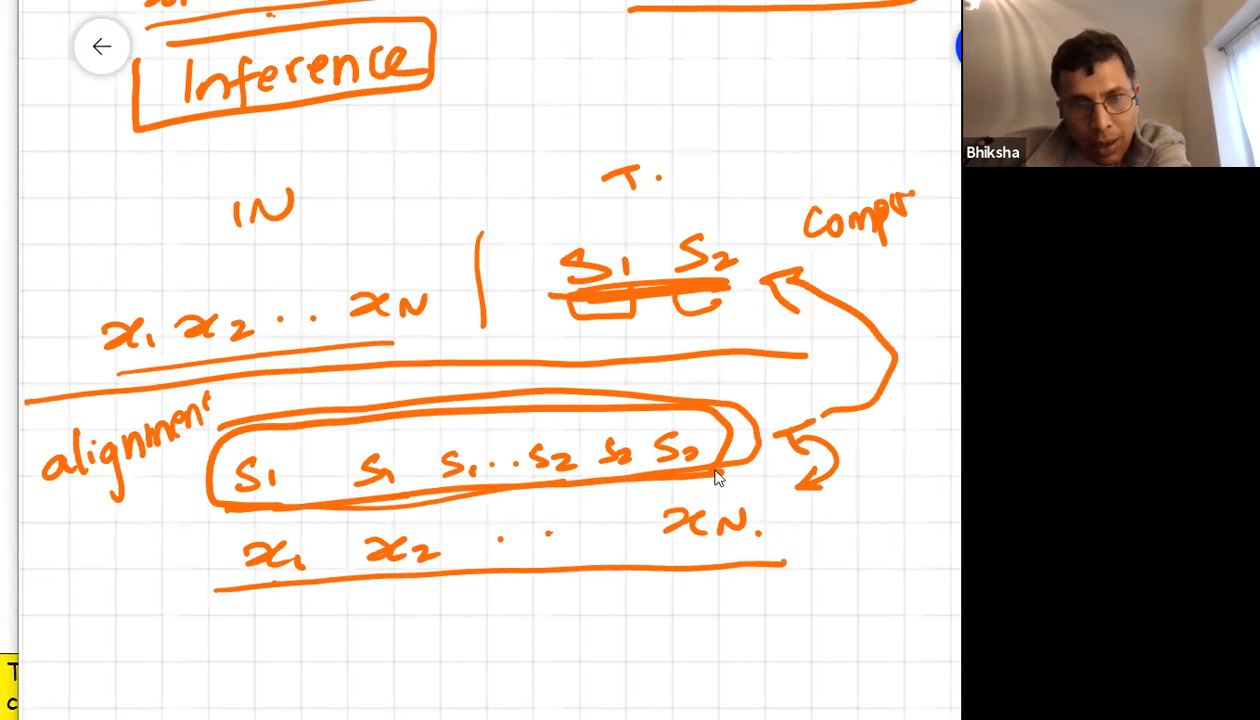 Inference
IN
T.
compr
S1 S2
x1 x2 . . xN
alignment
S1 S1 S1 . . S2 S2 S2
x1 x2 . . xN.
Bhiksha